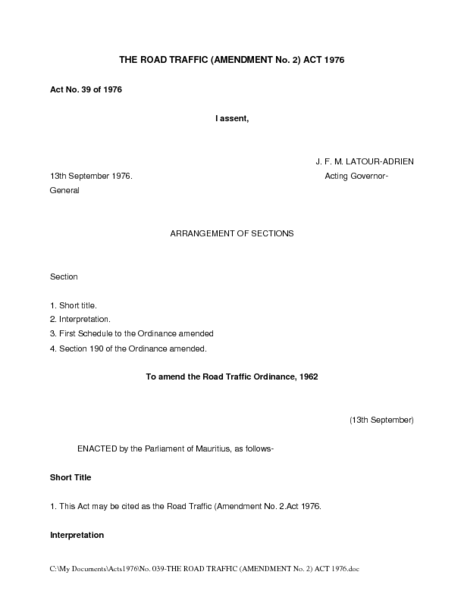 THE ROAD TRAFFIC (AMENDMENT No. 2) ACT 1976
Act No. 39 of 1976
I assent,
J. F. M. LATOUR-ADRIEN
13th September 1976. Acting Governor-
General
ARRANGEMENT OF SECTIONS
Section
1. Short title.
2. Interpretation.
3. First Schedule to the Ordinance amended
4. Section 190 of the Ordinance amended.
To amend the Road Traffic Ordinance, 1962
(13th September)
ENACTED by the Parliament of Mauritius, as follows-
Short Title
1. This Act may be cited as the Road Traffic (Amendment No. 2.Act 1976.
Interpretation
C:\My Documents\Acts1976\No. 039-THE ROAD TRAFFIC (AMENDMENT No. 2) ACT 1976.doc